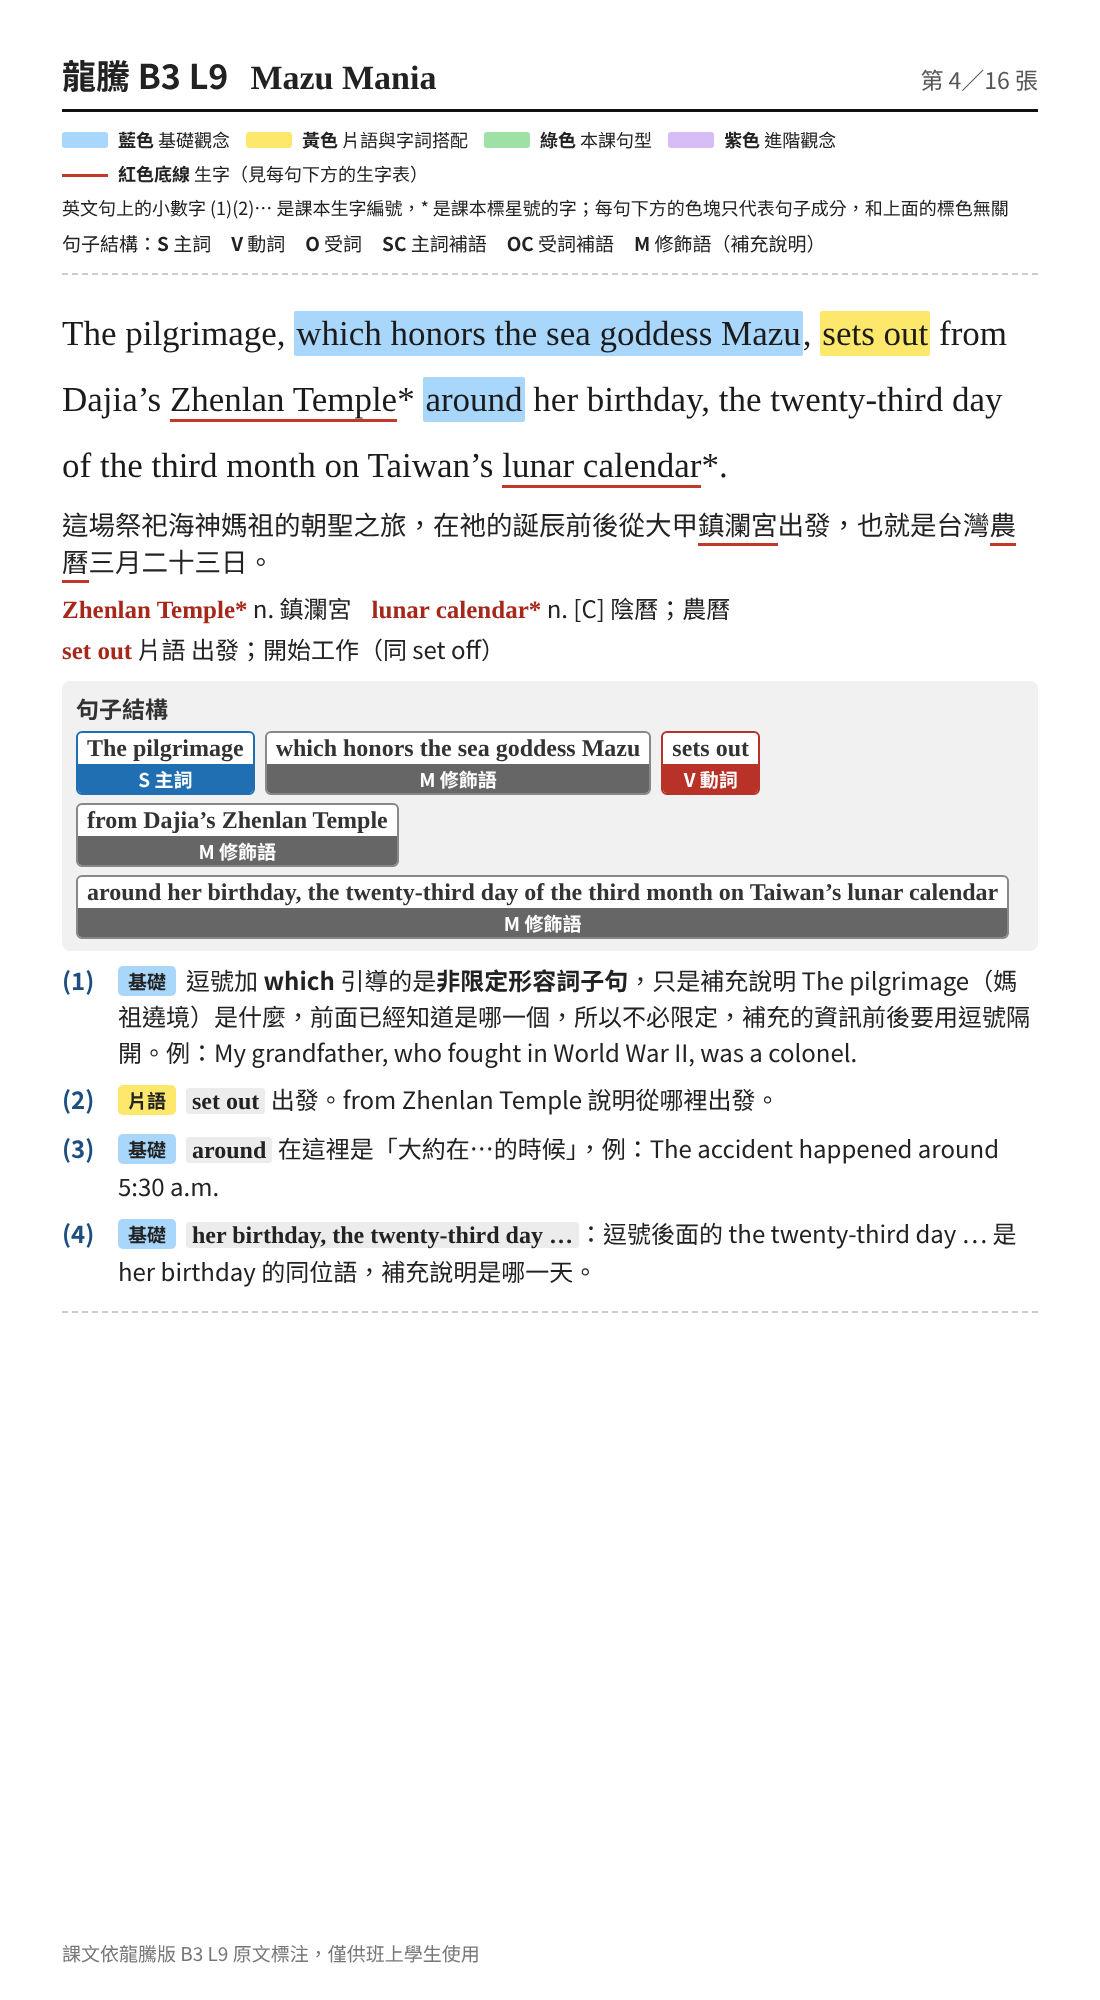 龍騰 B3 L9 Mazu Mania 第 4／16 張
藍色 基礎觀念 黃色 片語與字詞搭配 綠色 本課句型 紫色 進階觀念
紅色底線 生字（見每句下方的生字表）
英文句上的小數字 (1)(2)⋯ 是課本生字編號，* 是課本標星號的字；每句下方的色塊只代表句子成分，和上面的標色無關
句子結構：S 主詞 V 動詞 O 受詞 SC 主詞補語 OC 受詞補語 M 修飾語（補充說明）
The pilgrimage, which honors the sea goddess Mazu, sets out from
Dajia’s Zhenlan Temple* around her birthday, the twenty-third day
of the third month on Taiwan’s lunar calendar*.
這場祭祀海神媽祖的朝聖之旅，在祂的誕辰前後從大甲鎮瀾宮出發，也就是台灣農
曆三月二十三日。
Zhenlan Temple* n. 鎮瀾宮 lunar calendar* n. [C] 陰曆；農曆
set out 片語 出發；開始工作（同 set off）
句子結構
The pilgrimage which honors the sea goddess Mazu sets out
S 主詞 M 修飾語 V 動詞
from Dajia’s Zhenlan Temple
M 修飾語
around her birthday, the twenty-third day of the third month on Taiwan’s lunar calendar
M 修飾語
(1) 基礎 逗號加 which 引導的是非限定形容詞子句，只是補充說明 The pilgrimage（媽
祖遶境）是什麼，前面已經知道是哪一個，所以不必限定，補充的資訊前後要用逗號隔
開。例：My grandfather, who fought in World War II, was a colonel.
(2) 片語 set out 出發。from Zhenlan Temple 說明從哪裡出發。
(3) 基礎 around 在這裡是「大約在⋯的時候」，例：The accident happened around
5:30 a.m.
(4) 基礎 her birthday, the twenty-third day …：逗號後面的 the twenty-third day … 是
her birthday 的同位語，補充說明是哪一天。
課文依龍騰版 B3 L9 原文標注，僅供班上學生使用